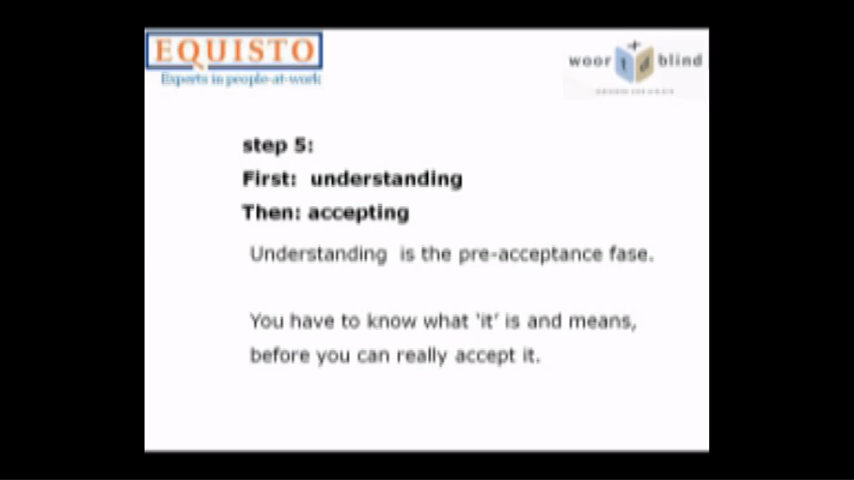 EQUISTO
Experts in people-at-work
woor t d blind
step 5:
First: understanding
Then: accepting
Understanding is the pre-acceptance fase.
You have to know what 'it' is and means,
before you can really accept it.